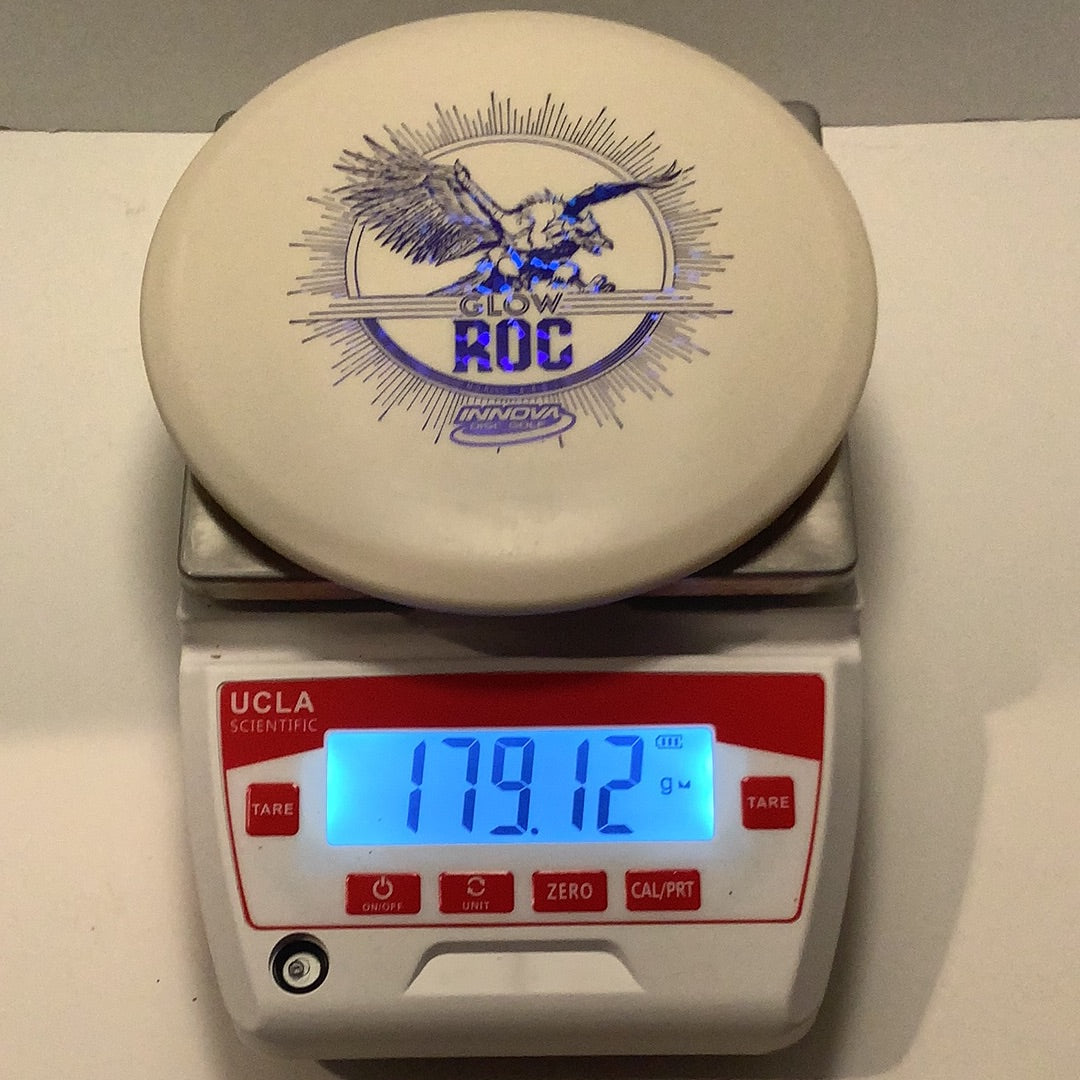 GLOW
ROC
INNOVA
DISC GOLF
UCLA
SCIENTIFIC
179.12
g
TARE
TARE
ON/OFF
UNIT
ZERO
CAL/PRT